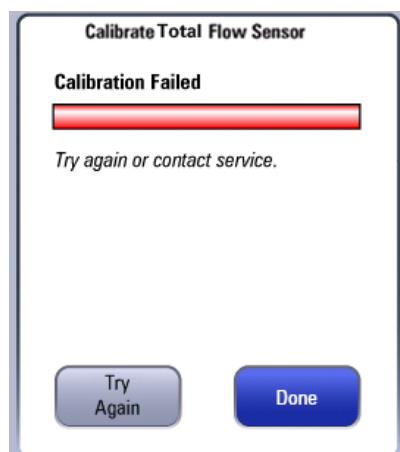 Calibrate Total Flow Sensor
Calibration Failed
Try again or contact service.
Try
Again
Done